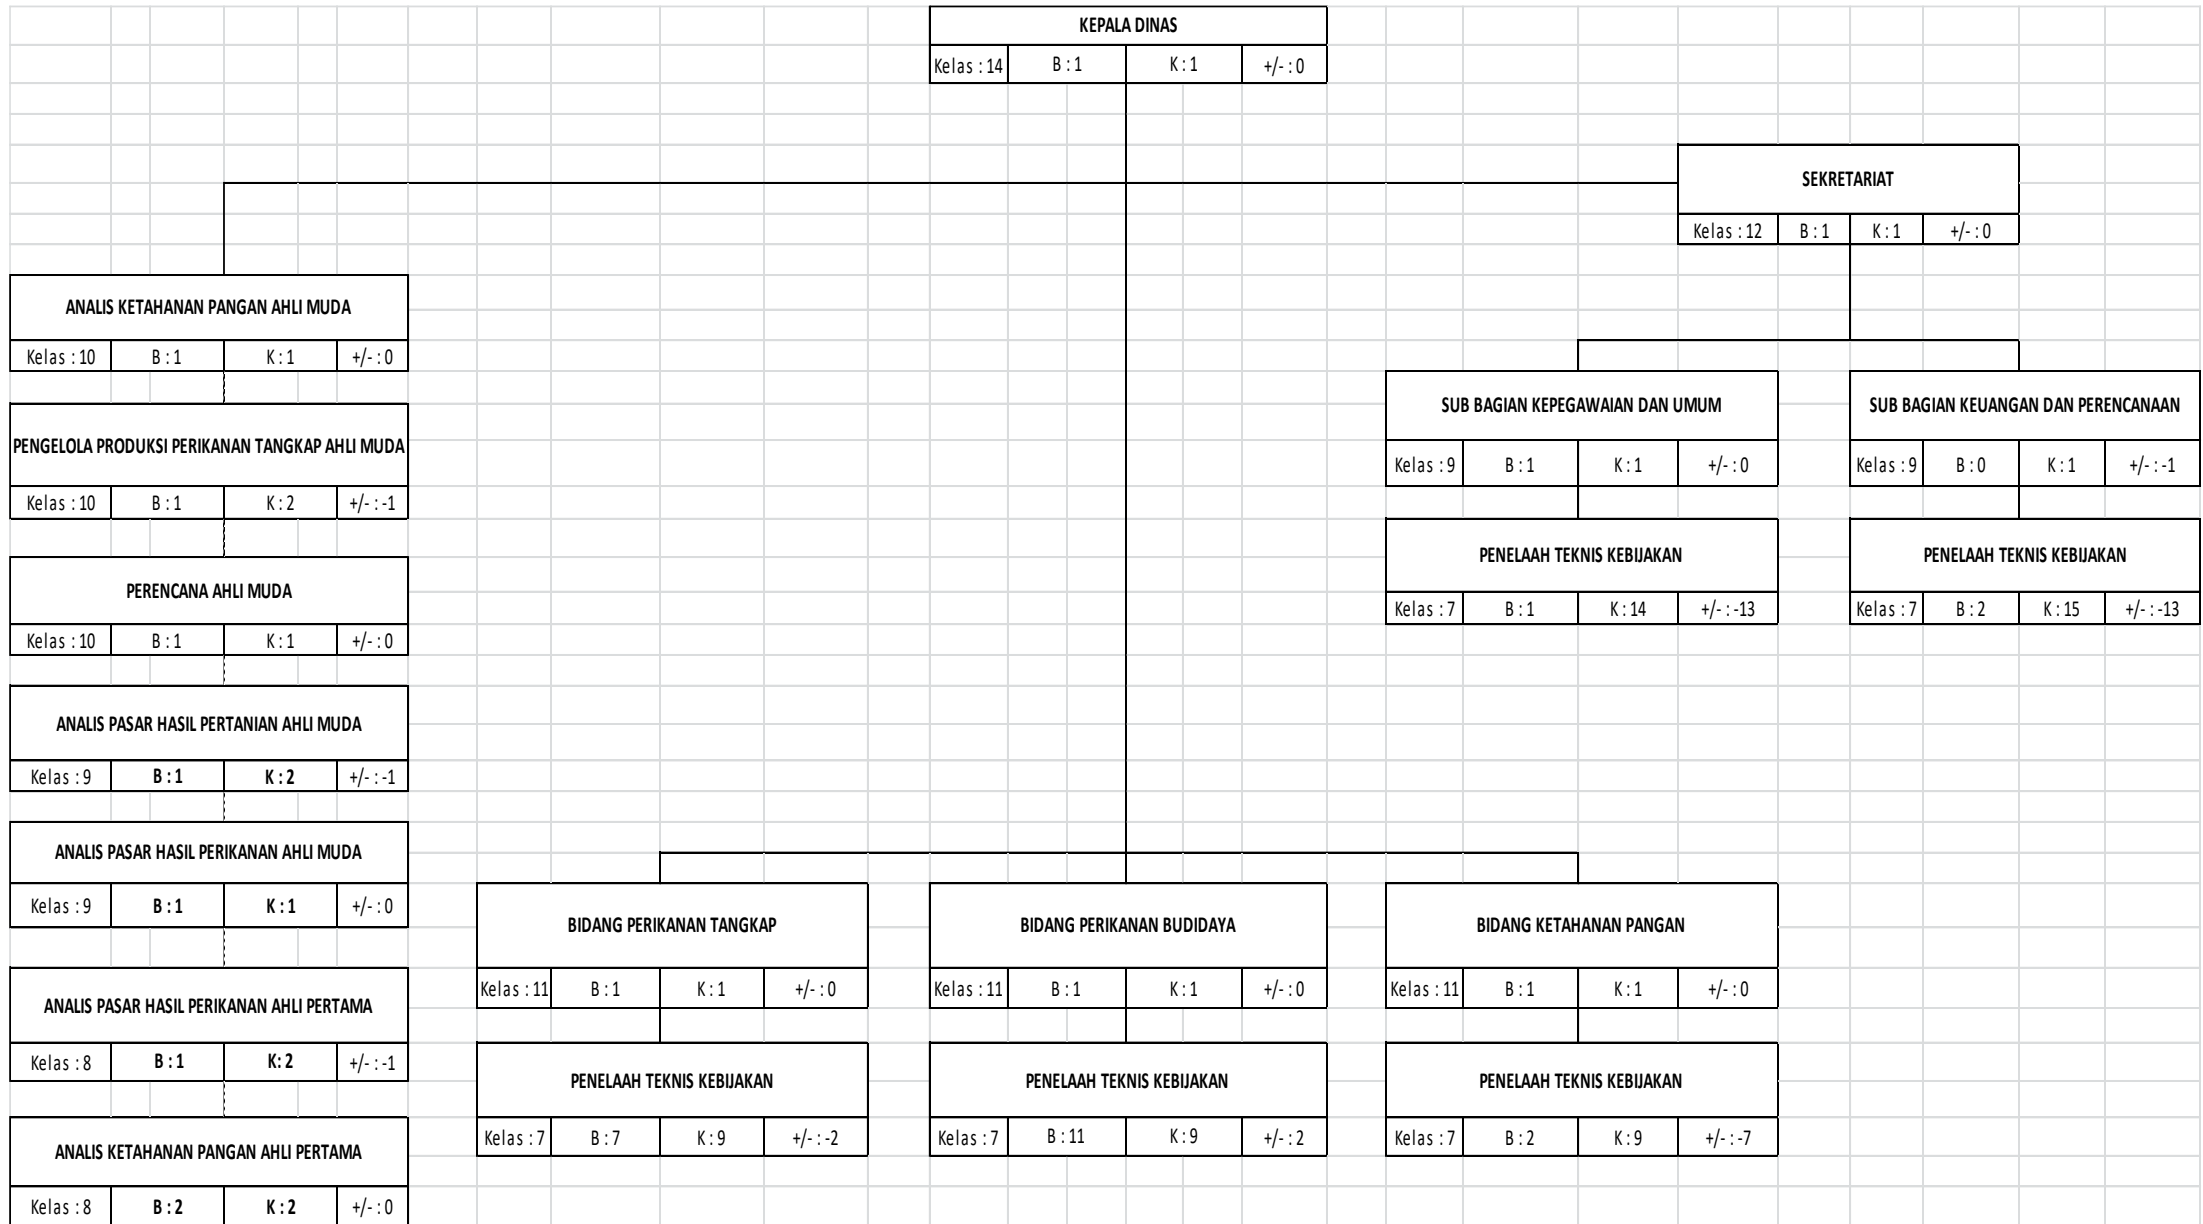 KEPALA DINAS
Kelas : 14 B : 1 K : 1 +/- : 0
SEKRETARIAT
Kelas : 12 B : 1 K : 1 +/- : 0
ANALIS KETAHANAN PANGAN AHLI MUDA
Kelas : 10 B : 1 K : 1 +/- : 0
PENGELOLA PRODUKSI PERIKANAN TANGKAP AHLI MUDA
Kelas : 10 B : 1 K : 2 +/- : -1
PERENCANA AHLI MUDA
Kelas : 10 B : 1 K : 1 +/- : 0
ANALIS PASAR HASIL PERTANIAN AHLI MUDA
Kelas : 9 B : 1 K : 2 +/- : -1
ANALIS PASAR HASIL PERIKANAN AHLI MUDA
Kelas : 9 B : 1 K : 1 +/- : 0
ANALIS PASAR HASIL PERIKANAN AHLI PERTAMA
Kelas : 8 B : 1 K: 2 +/- : -1
ANALIS KETAHANAN PANGAN AHLI PERTAMA
Kelas : 8 B : 2 K : 2 +/- : 0
SUB BAGIAN KEPEGAWAIAN DAN UMUM
Kelas : 9 B : 1 K : 1 +/- : 0
PENELAAH TEKNIS KEBIJAKAN
Kelas : 7 B : 1 K : 14 +/- : -13
SUB BAGIAN KEUANGAN DAN PERENCANAAN
Kelas : 9 B : 0 K : 1 +/- : -1
PENELAAH TEKNIS KEBIJAKAN
Kelas : 7 B : 2 K : 15 +/- : -13
BIDANG PERIKANAN TANGKAP
Kelas : 11 B : 1 K : 1 +/- : 0
PENELAAH TEKNIS KEBIJAKAN
Kelas : 7 B : 7 K : 9 +/- : -2
BIDANG PERIKANAN BUDIDAYA
Kelas : 11 B : 1 K : 1 +/- : 0
PENELAAH TEKNIS KEBIJAKAN
Kelas : 7 B : 11 K : 9 +/- : 2
BIDANG KETAHANAN PANGAN
Kelas : 11 B : 1 K : 1 +/- : 0
PENELAAH TEKNIS KEBIJAKAN
Kelas : 7 B : 2 K : 9 +/- : -7